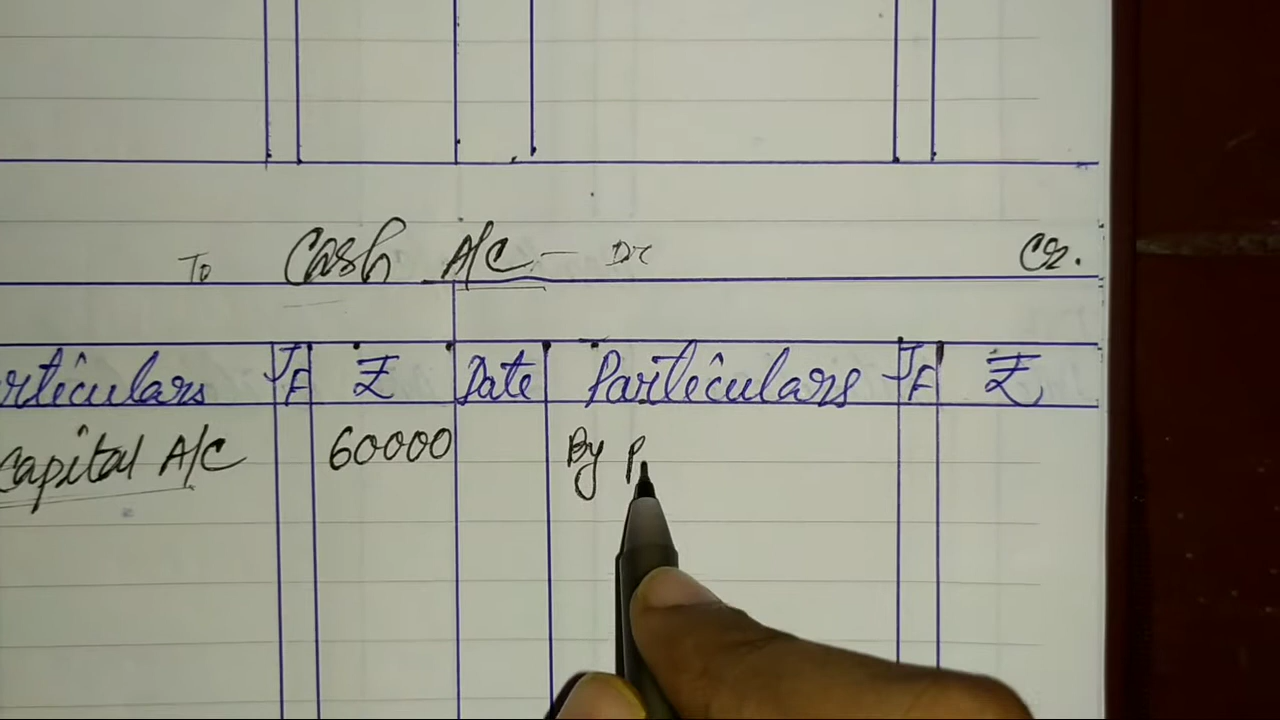 To Cash A/C - Dr Cr.
rticulars J F ₹ Date Particulars J F ₹
Capital A/C 60000 By P